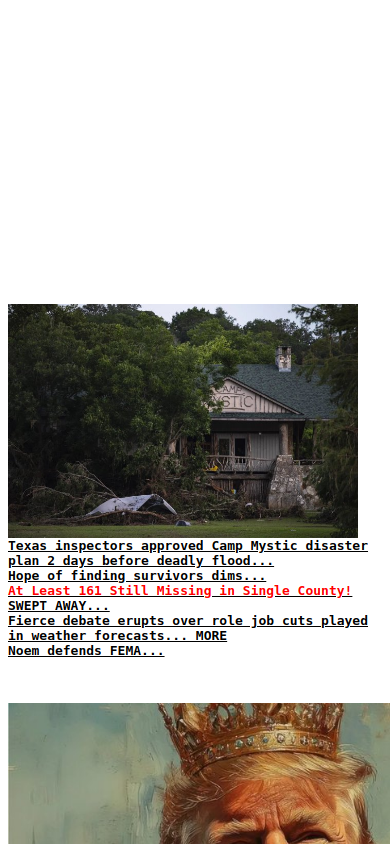 CAMP
MYSTIC
Texas inspectors approved Camp Mystic disaster
plan 2 days before deadly flood...
Hope of finding survivors dims...
At Least 161 Still Missing in Single County!
SWEPT AWAY...
Fierce debate erupts over role job cuts played
in weather forecasts... MORE
Noem defends FEMA...